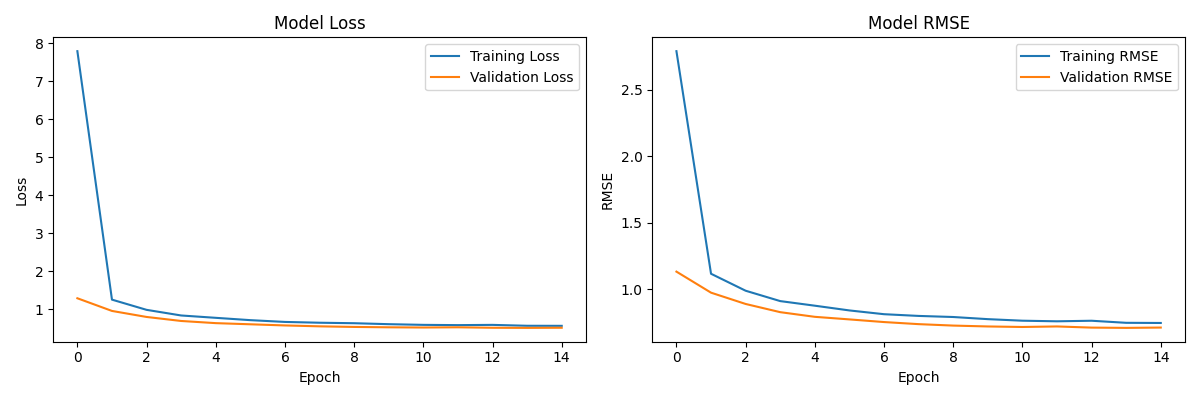 Model Loss
8
7
6
5
4
3
2
1
Loss
Training Loss
Validation Loss
0 2 4 6 8 10 12 14
Epoch
Model RMSE
2.5
2.0
1.5
1.0
RMSE
Training RMSE
Validation RMSE
0 2 4 6 8 10 12 14
Epoch